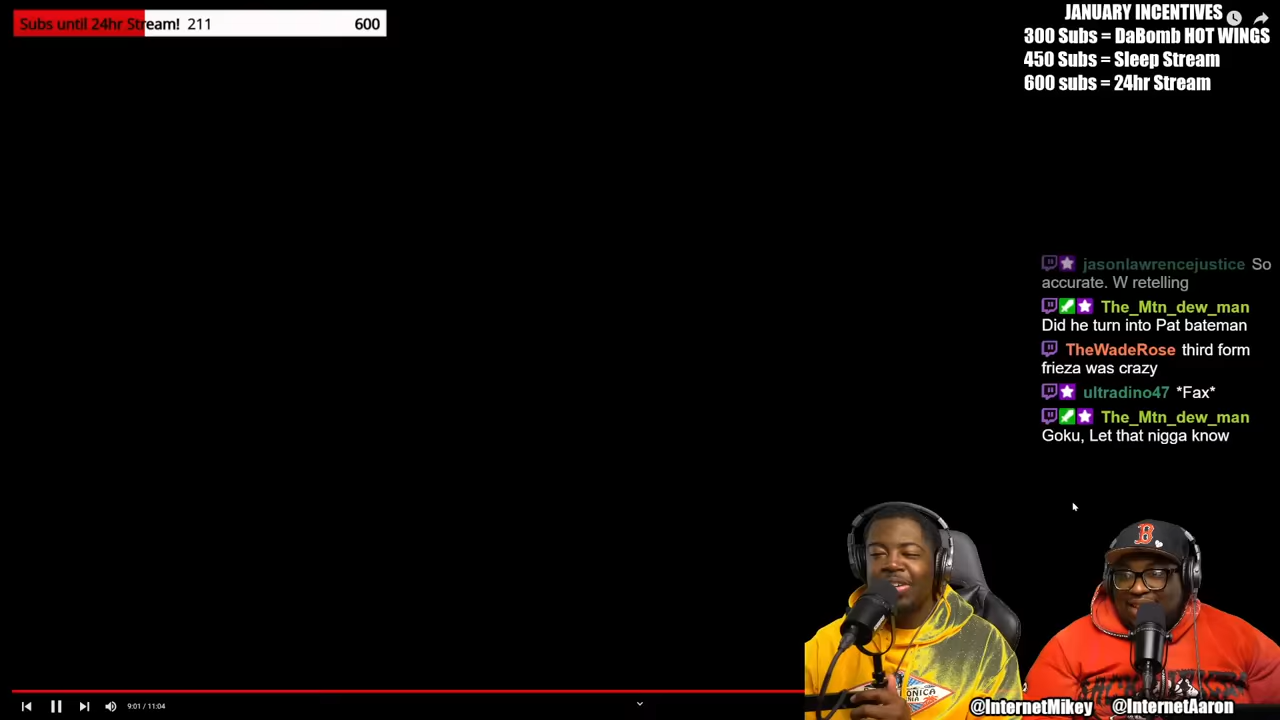 Subs until 24hr Stream! 211 600
JANUARY INCENTIVES
300 Subs = DaBomb HOT WINGS
450 Subs = Sleep Stream
600 subs = 24hr Stream
jasonlawrencejustice So
accurate. W retelling
The_Mtn_dew_man
Did he turn into Pat bateman
TheWadeRose third form
frieza was crazy
ultradino47 *Fax*
The_Mtn_dew_man
Goku, Let that nigga know
B
@InternetMikey @InternetAaron
9:01 / 11:04